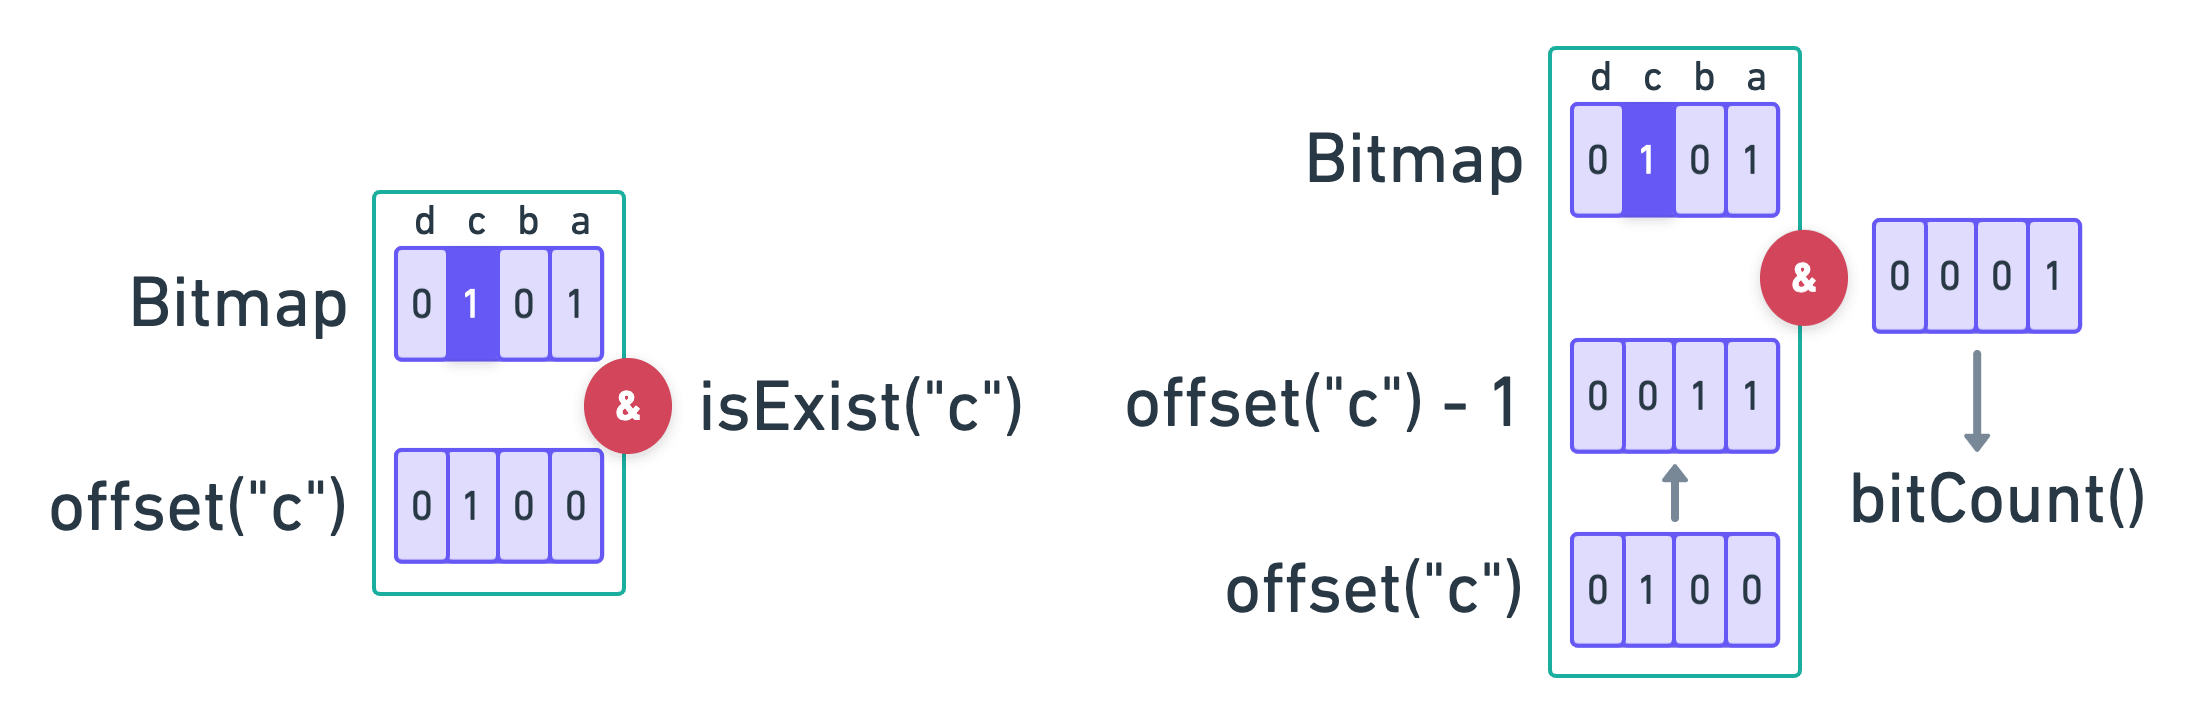 d c b a
Bitmap 0 1 0 1
& isExist("c")
offset("c") 0 1 0 0
d c b a
Bitmap 0 1 0 1
& 0 0 0 1
offset("c") - 1 0 0 1 1
bitCount()
offset("c") 0 1 0 0